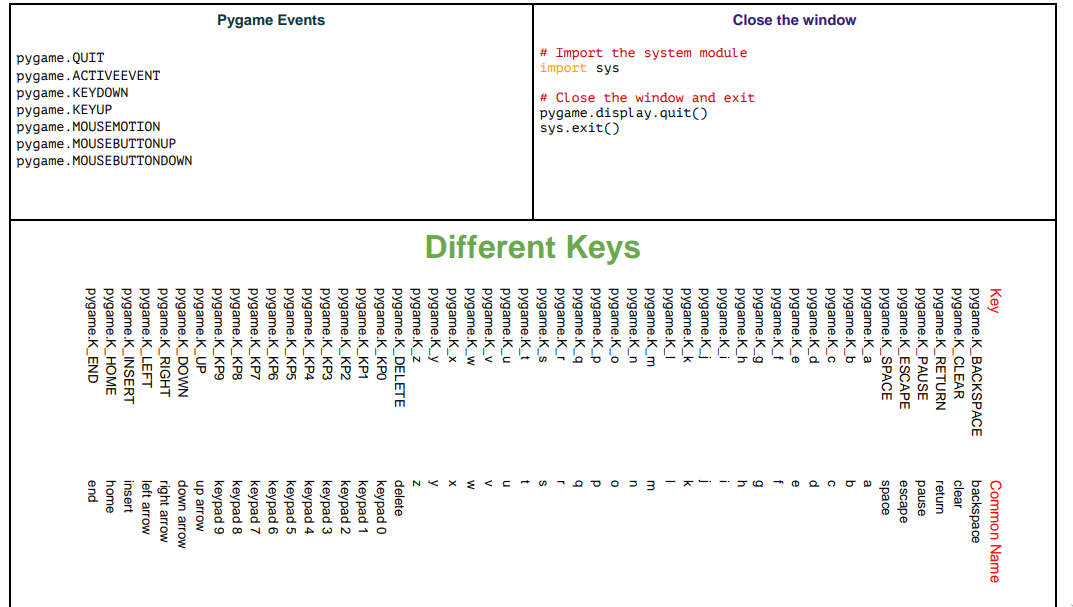 Pygame Events
pygame.QUIT
pygame.ACTIVEEVENT
pygame.KEYDOWN
pygame.KEYUP
pygame.MOUSEMOTION
pygame.MOUSEBUTTONUP
pygame.MOUSEBUTTONDOWN
Close the window
# Import the system module
import sys
# Close the window and exit
pygame.display.quit()
sys.exit()
Different Keys
Key Common Name
pygame.K_BACKSPACE backspace
pygame.K_CLEAR clear
pygame.K_RETURN return
pygame.K_PAUSE pause
pygame.K_ESCAPE escape
pygame.K_SPACE space
pygame.K_a a
pygame.K_b b
pygame.K_c c
pygame.K_d d
pygame.K_e e
pygame.K_f f
pygame.K_g g
pygame.K_h h
pygame.K_i i
pygame.K_j j
pygame.K_k k
pygame.K_l l
pygame.K_m m
pygame.K_n n
pygame.K_o o
pygame.K_p p
pygame.K_q q
pygame.K_r r
pygame.K_s s
pygame.K_t t
pygame.K_u u
pygame.K_v v
pygame.K_w w
pygame.K_x x
pygame.K_y y
pygame.K_z z
pygame.K_DELETE delete
pygame.K_KP0 keypad 0
pygame.K_KP1 keypad 1
pygame.K_KP2 keypad 2
pygame.K_KP3 keypad 3
pygame.K_KP4 keypad 4
pygame.K_KP5 keypad 5
pygame.K_KP6 keypad 6
pygame.K_KP7 keypad 7
pygame.K_KP8 keypad 8
pygame.K_KP9 keypad 9
pygame.K_UP up arrow
pygame.K_DOWN down arrow
pygame.K_RIGHT right arrow
pygame.K_LEFT left arrow
pygame.K_INSERT insert
pygame.K_HOME home
pygame.K_END end